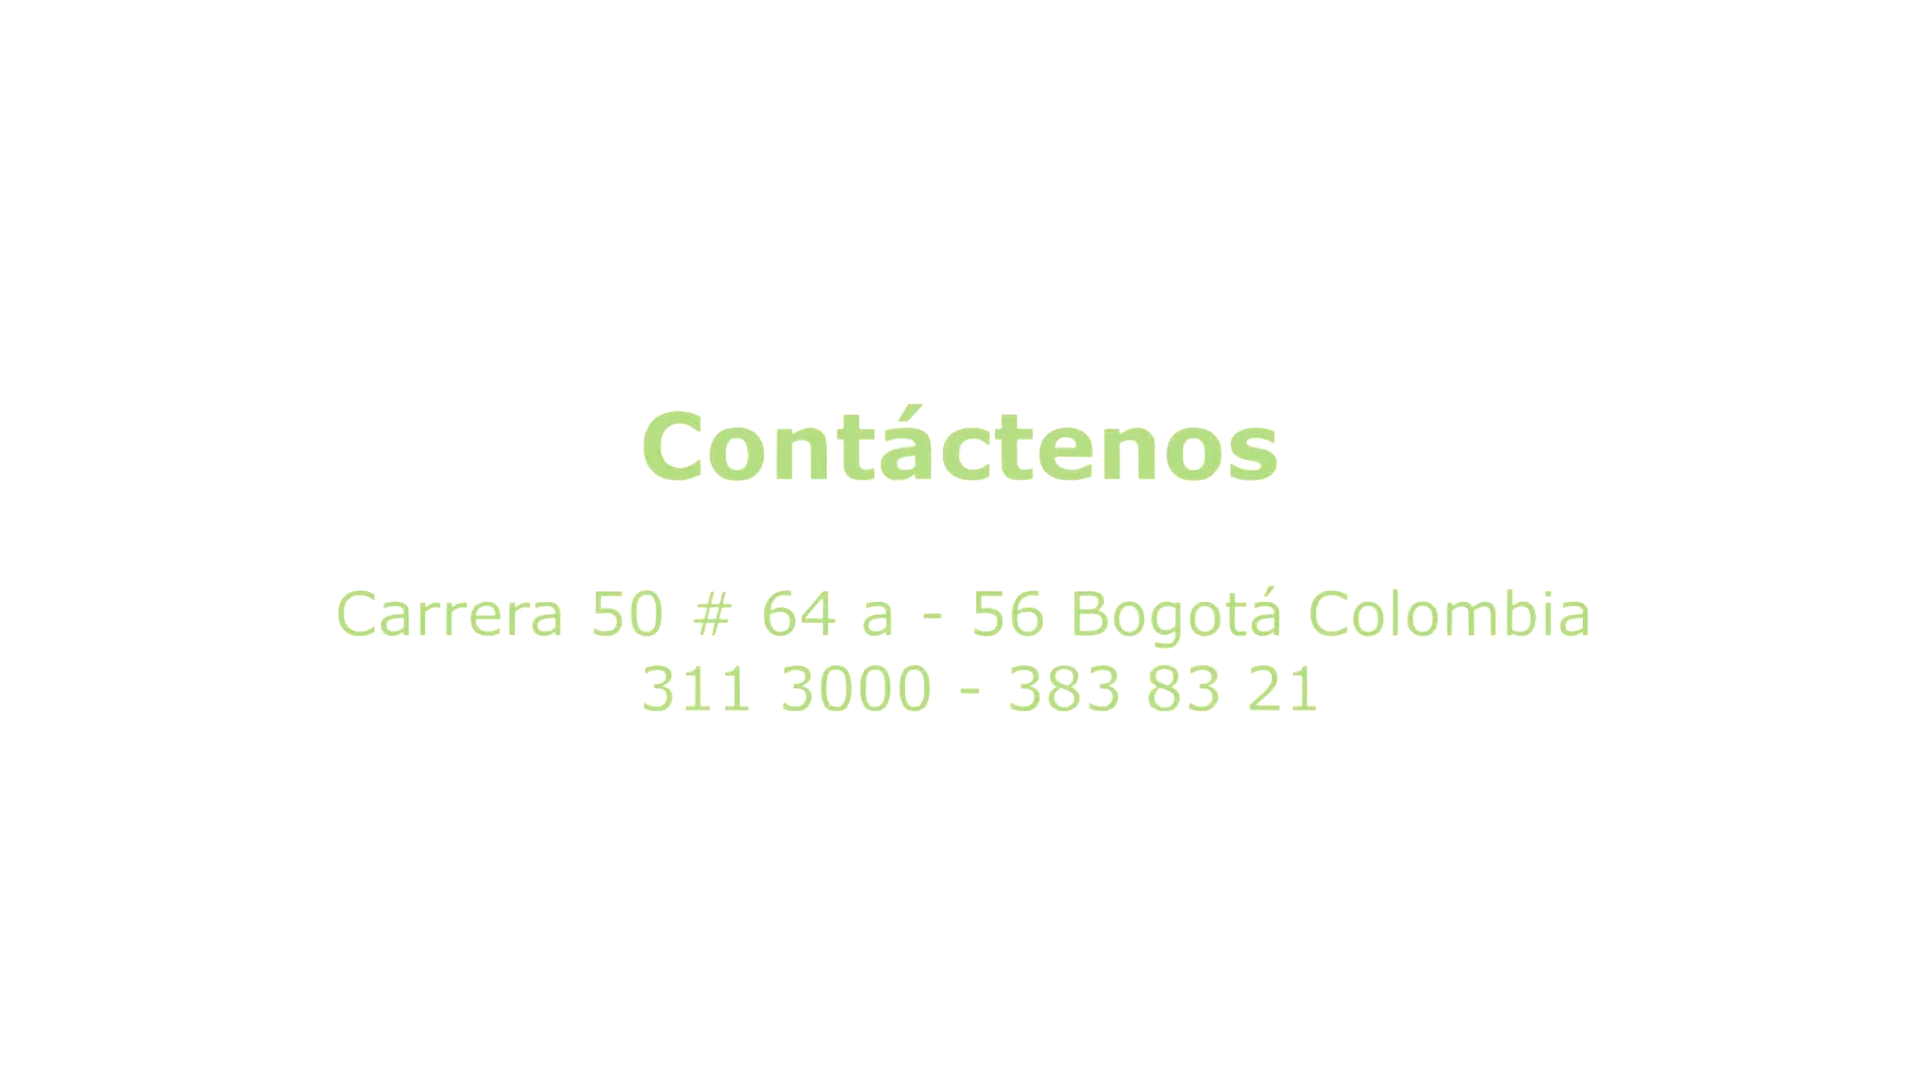 Contáctenos
Carrera 50 # 64 a - 56 Bogotá Colombia
311 3000 - 383 83 21